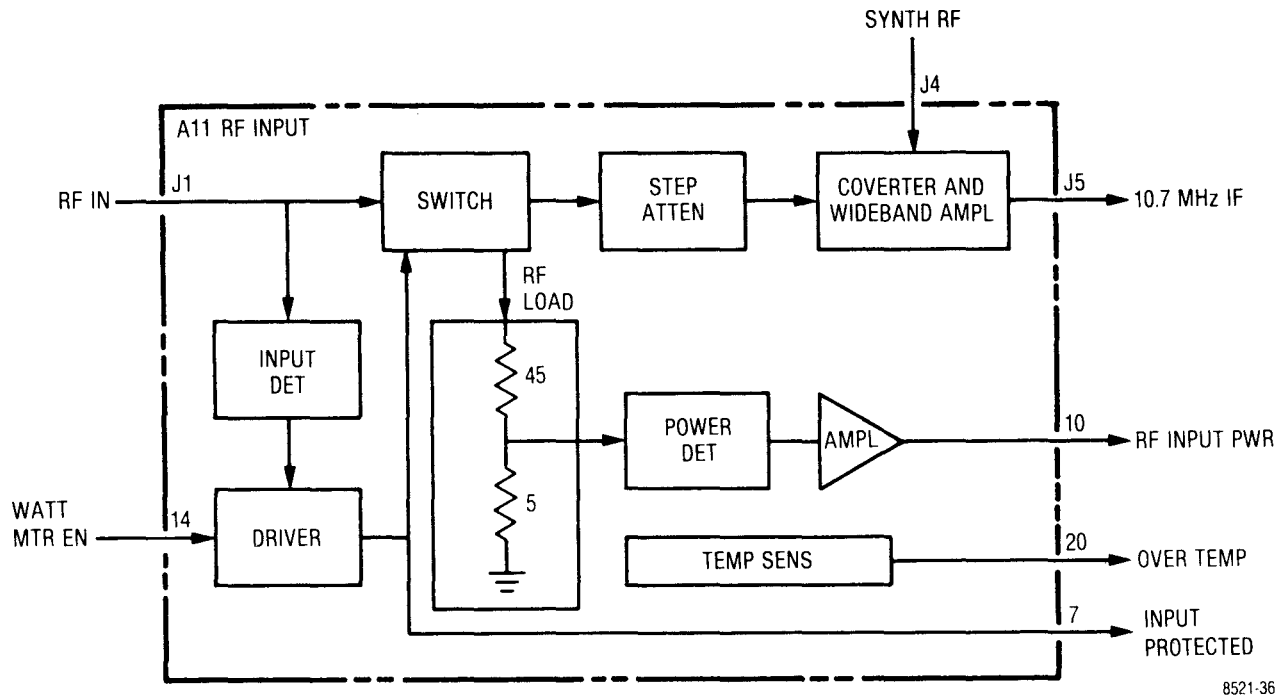 SYNTH RF
J4
A11 RF INPUT
RF IN
J1
SWITCH
STEP
ATTEN
COVERTER AND
WIDEBAND AMPL
J5
10.7 MHz IF
RF
LOAD
INPUT
DET
45
POWER
DET
AMPL
10
RF INPUT PWR
5
WATT
MTR EN
14
DRIVER
TEMP SENS
20
OVER TEMP
7
INPUT
PROTECTED
8521-36